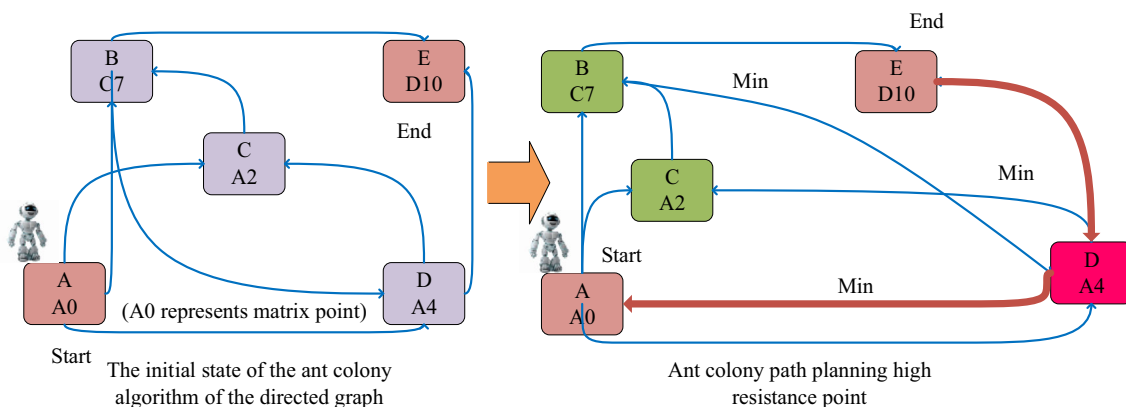 B
C7
E
D10
End
C
A2
A
A0
D
A4
(A0 represents matrix point)
Start
The initial state of the ant colony
algorithm of the directed graph
End
B
C7
Min
E
D10
C
A2
Min
Start
D
A4
A
A0
Min
Ant colony path planning high
resistance point